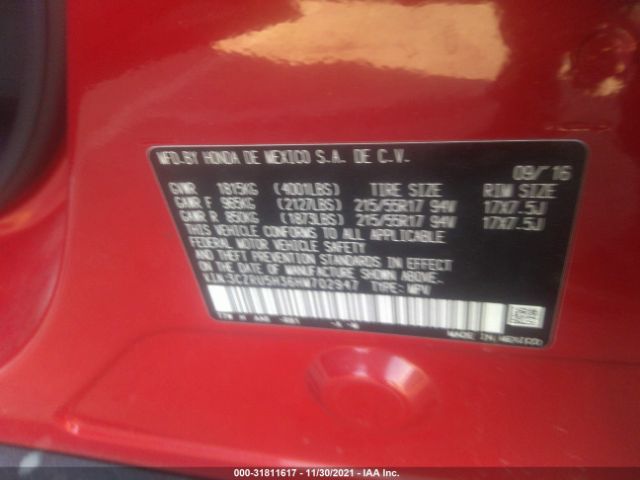 MFD.BY HONDA DE MEXICO S.A. DE C.V.
09/'16
GVWR 1815KG (4001LBS) TIRE SIZE RIM SIZE
GAWR F 965KG (2127LBS) 215/55R17 94V 17X7.5J
GAWR R 850KG (1873LBS) 215/55R17 94V 17X7.5J
THIS VEHICLE CONFORMS TO ALL APPLICABLE
FEDERAL MOTOR VEHICLE SAFETY
AND THEFT PREVENTION STANDARDS IN EFFECT
ON THE DATE OF MANUFACTURE SHOWN ABOVE.
V.I.N. 3CZRU5H36HM702947 TYPE: MPV
MADE IN MEXICO
000-31811617 - 11/30/2021 - IAA Inc.